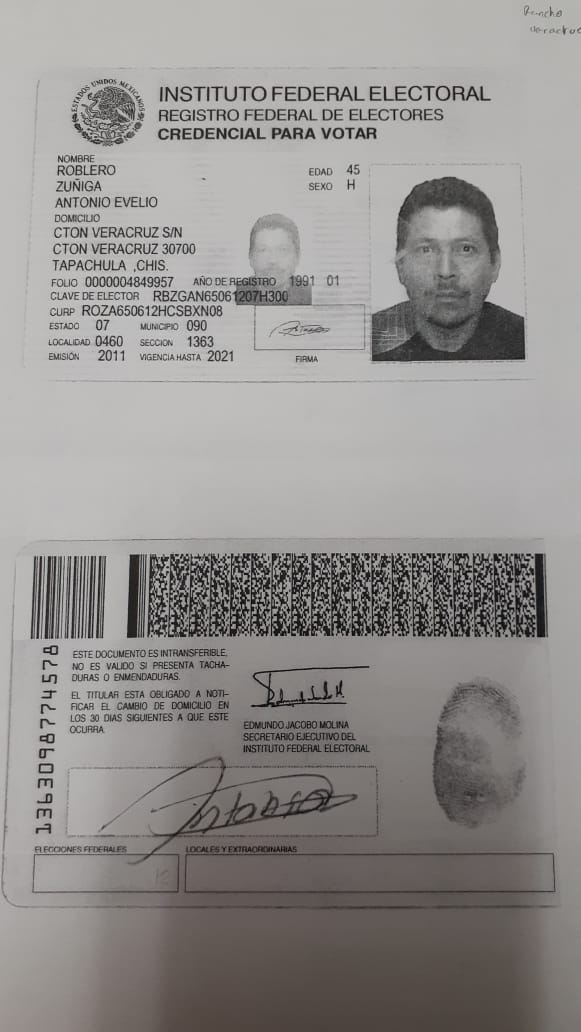 Rancho
Veracruz
ESTADOS UNIDOS MEXICANOS
INSTITUTO FEDERAL ELECTORAL
REGISTRO FEDERAL DE ELECTORES
CREDENCIAL PARA VOTAR
NOMBRE
ROBLERO
ZUÑIGA
ANTONIO EVELIO
EDAD 45
SEXO H
DOMICILIO
CTON VERACRUZ S/N
CTON VERACRUZ 30700
TAPACHULA ,CHIS.
FOLIO 0000004849957 AÑO DE REGISTRO 1991 01
CLAVE DE ELECTOR RBZGAN65061207H300
CURP ROZA650612HCSBXN08
ESTADO 07 MUNICIPIO 090
LOCALIDAD 0460 SECCION 1363
EMISIÓN 2011 VIGENCIA HASTA 2021
FIRMA
1363098774578
ESTE DOCUMENTO ES INTRANSFERIBLE,
NO ES VALIDO SI PRESENTA TACHA-
DURAS O ENMENDADURAS.
EL TITULAR ESTA OBLIGADO A NOTI-
FICAR EL CAMBIO DE DOMICILIO EN
LOS 30 DIAS SIGUIENTES A QUE ESTE
OCURRA.
EDMUNDO JACOBO MOLINA
SECRETARIO EJECUTIVO DEL
INSTITUTO FEDERAL ELECTORAL
Antonio
ELECCIONES FEDERALES
LOCALES Y EXTRAORDINARIAS